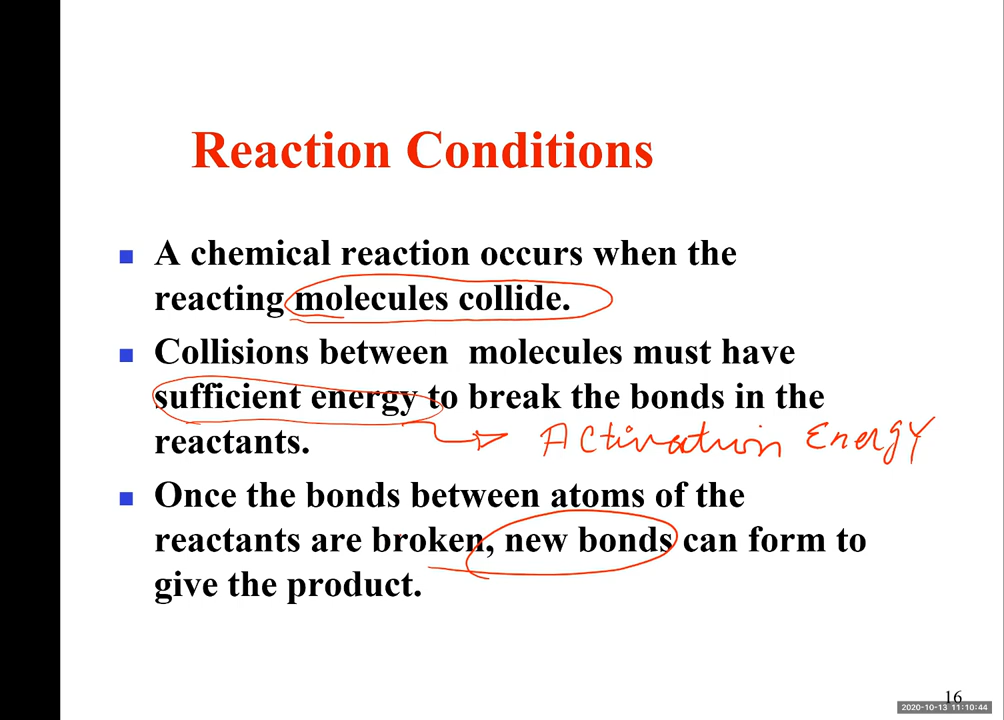 Reaction Conditions
A chemical reaction occurs when the
reacting molecules collide.
Collisions between molecules must have
sufficient energy to break the bonds in the
reactants.
Activation Energy
Once the bonds between atoms of the
reactants are broken, new bonds can form to
give the product.
16
2020-10-13 11:10:44